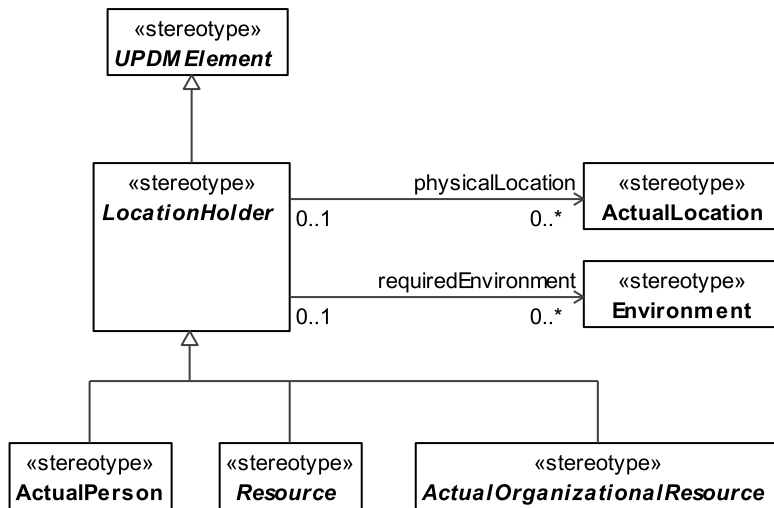 «stereotype»
UPDMElement
«stereotype»
LocationHolder
physicalLocation
0..1
0..*
«stereotype»
ActualLocation
requiredEnvironment
0..1
0..*
«stereotype»
Environment
«stereotype»
ActualPerson
«stereotype»
Resource
«stereotype»
ActualOrganizationalResource